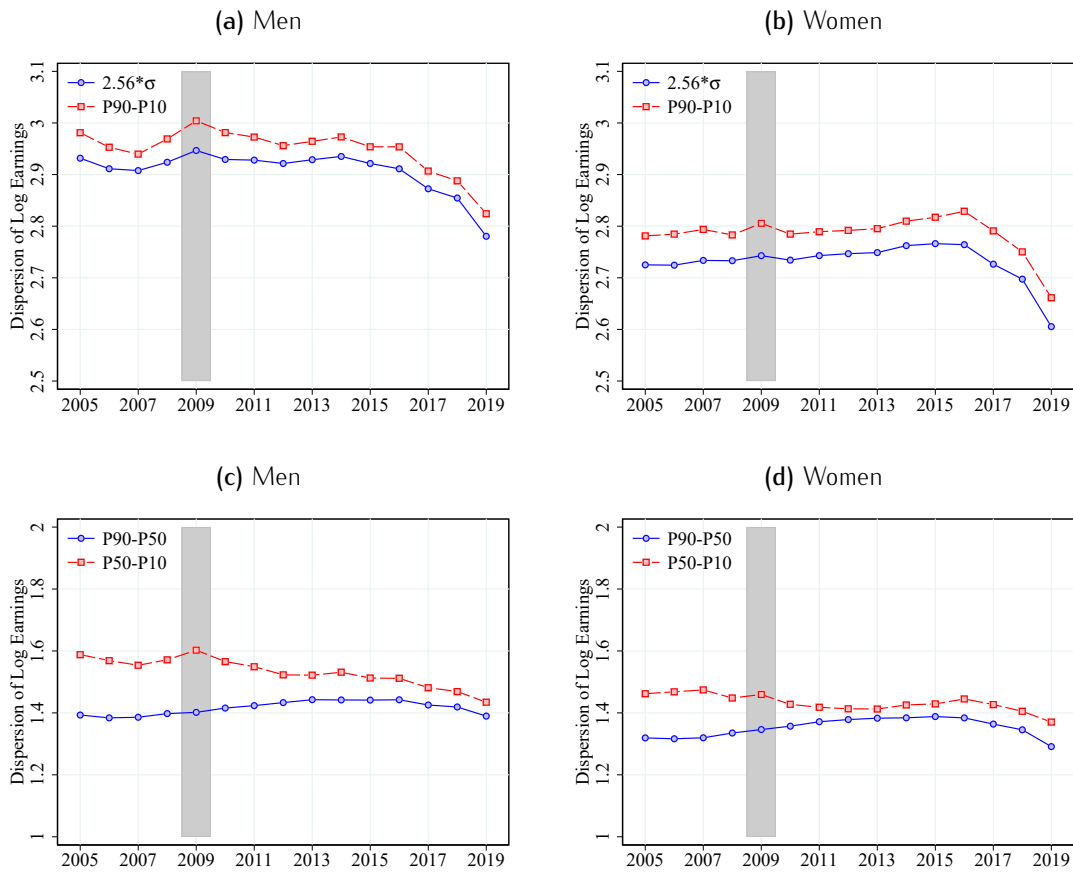 (a) Men
Dispersion of Log Earnings
3.1
3
2.9
2.8
2.7
2.6
2.5
2.56*σ
P90-P10
2005 2007 2009 2011 2013 2015 2017 2019
(b) Women
Dispersion of Log Earnings
3.1
3
2.9
2.8
2.7
2.6
2.5
2.56*σ
P90-P10
2005 2007 2009 2011 2013 2015 2017 2019
(c) Men
Dispersion of Log Earnings
2
1.8
1.6
1.4
1.2
1
P90-P50
P50-P10
2005 2007 2009 2011 2013 2015 2017 2019
(d) Women
Dispersion of Log Earnings
2
1.8
1.6
1.4
1.2
1
P90-P50
P50-P10
2005 2007 2009 2011 2013 2015 2017 2019